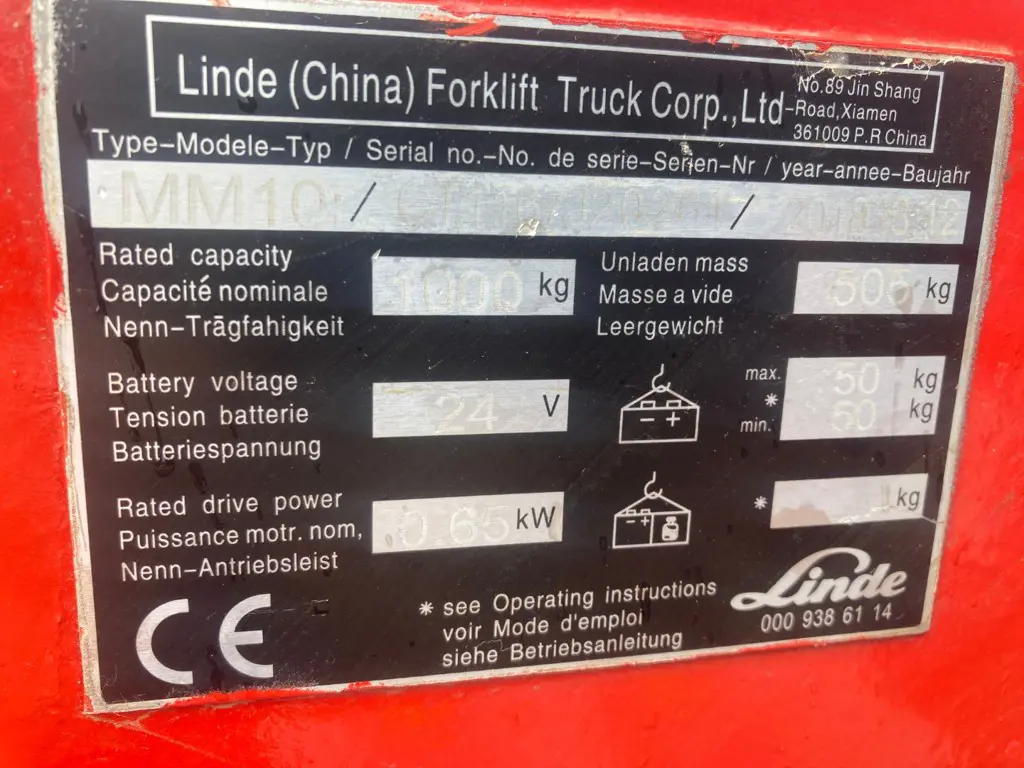 Linde (China) Forklift Truck Corp.,Ltd
No.89 Jin Shang
-Road,Xiamen
361009 P.R China
Type-Modele-Typ / Serial no.-No. de serie-Serien-Nr / year-annee-Baujahr
MM10 / /
Rated capacity
Capacité nominale
Nenn-Trāgfahigkeit
1000 kg
Unladen mass
Masse a vide
Leergewicht
505 kg
Battery voltage
Tension batterie
Batteriespannung
24 V
- +
max. 50 kg
*
min. 50 kg
Rated drive power
Puissance motr. nom,
Nenn-Antriebsleist
0.65 kW
- +
* kg
CE
* see Operating instructions
voir Mode d'emploi
siehe Betriebsanleitung
Linde
000 938 61 14